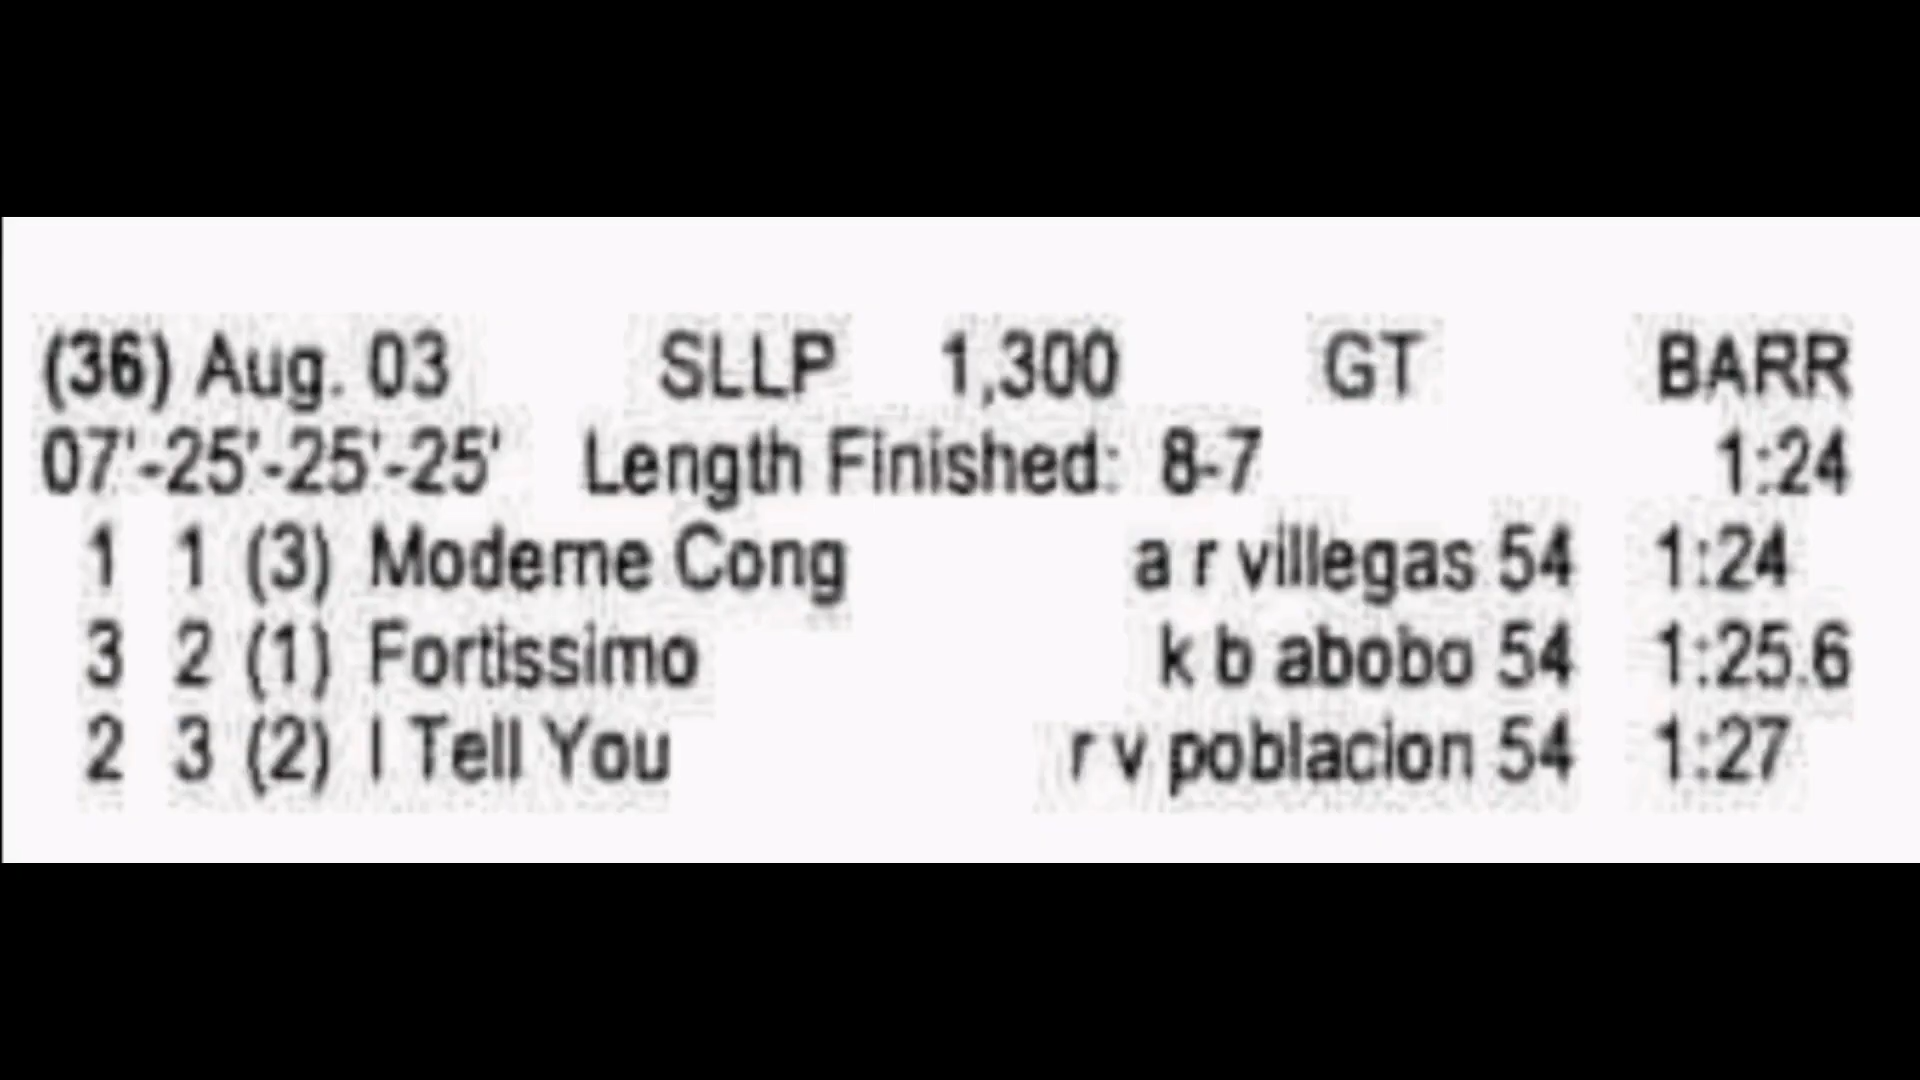 (36) Aug. 03 SLLP 1,300 GT BARR
07'-25'-25'-25' Length Finished: 8-7 1:24
1 1 (3) Moderne Cong a r villegas 54 1:24
3 2 (1) Fortissimo k b abobo 54 1:25.6
2 3 (2) I Tell You r v poblacion 54 1:27